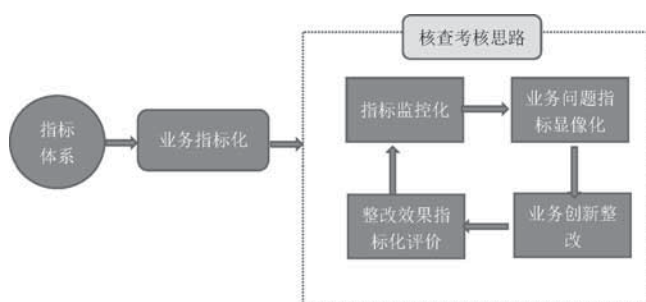 核查考核思路
指标
体系
业务指标化
指标监控化
业务问题指
标显像化
整改效果指
标化评价
业务创新整
改